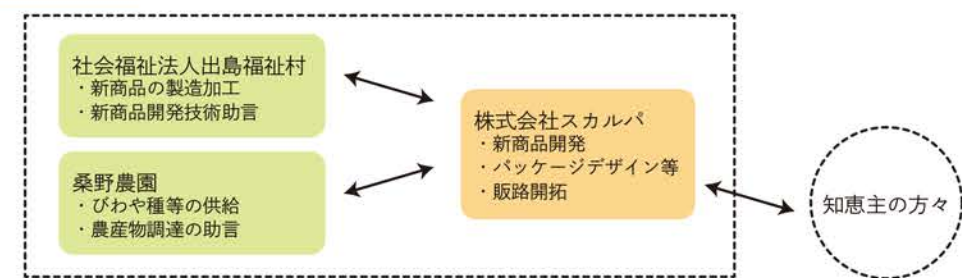 社会福祉法人出島福祉村
・新商品の製造加工
・新商品開発技術助言
桑野農園
・びわや種等の供給
・農産物調達の助言
株式会社スカルパ
・新商品開発
・パッケージデザイン等
・販路開拓
知恵主の方々